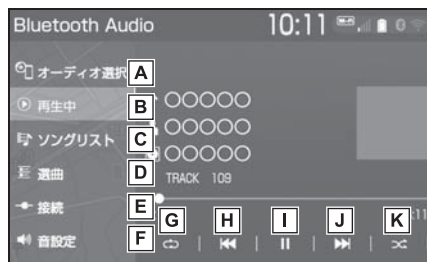 Bluetooth Audio 10:11
オーディオ選択 A
再生中 B ○○○○○
ソングリスト C ○○○○○
○○○○○
選曲 D TRACK 109
接続 E
音設定 F G H I J K